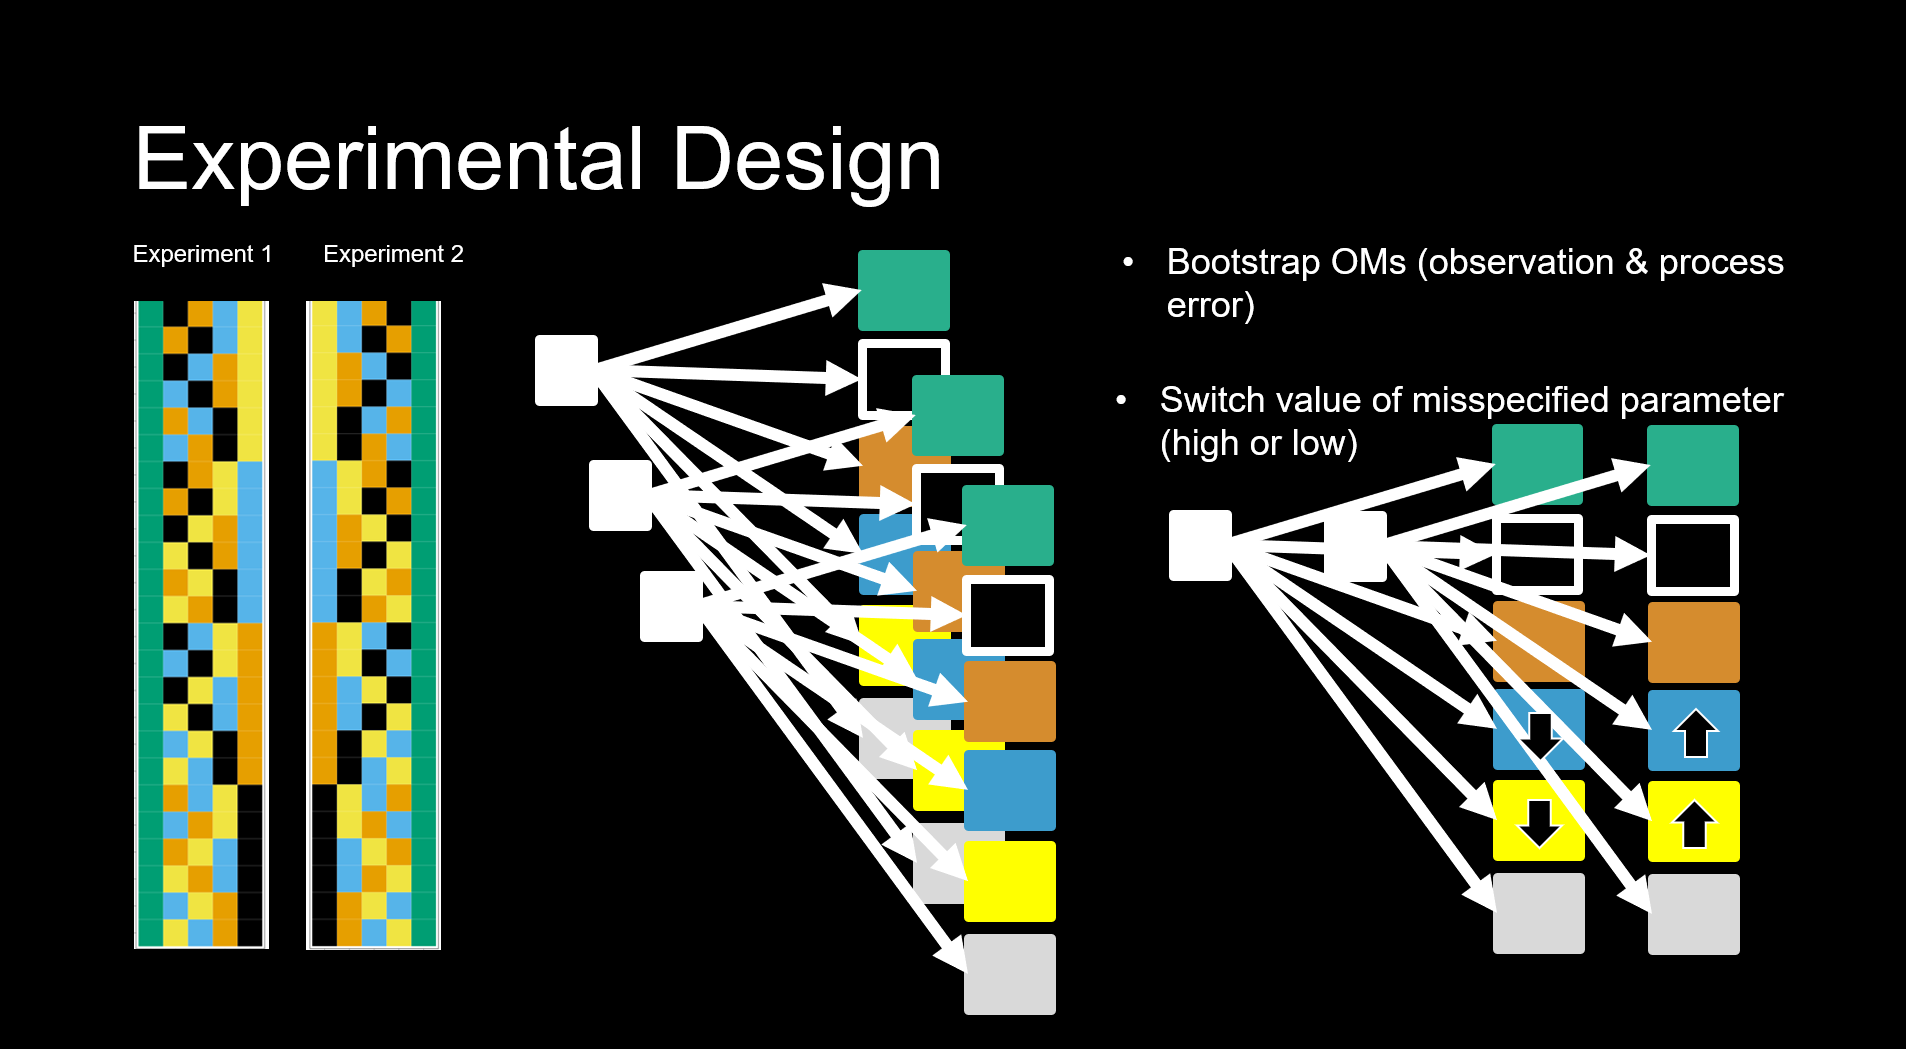 Experimental Design
Experiment 1
Experiment 2
• Bootstrap OMs (observation & process
error)
• Switch value of misspecified parameter
(high or low)